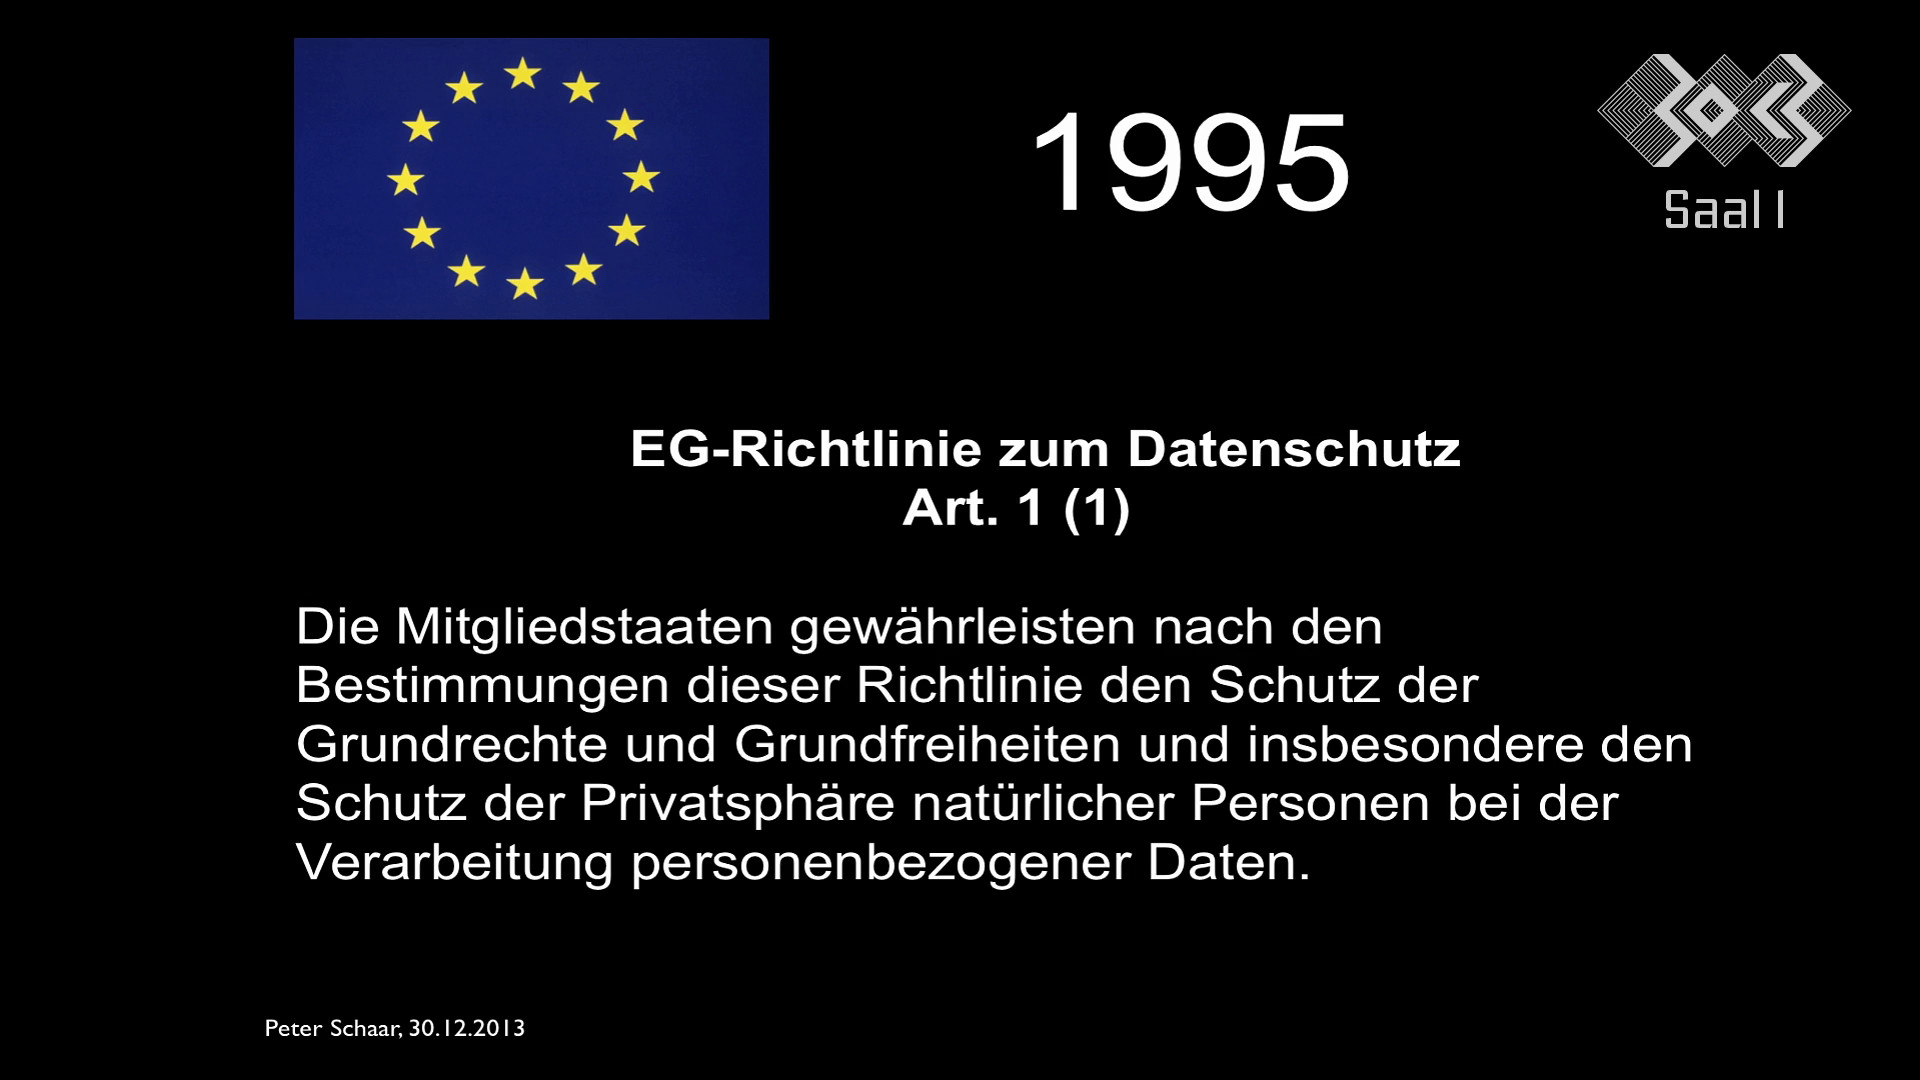 1995
30C3
Saal 1
EG-Richtlinie zum Datenschutz
Art. 1 (1)
Die Mitgliedstaaten gewährleisten nach den
Bestimmungen dieser Richtlinie den Schutz der
Grundrechte und Grundfreiheiten und insbesondere den
Schutz der Privatsphäre natürlicher Personen bei der
Verarbeitung personenbezogener Daten.
Peter Schaar, 30.12.2013